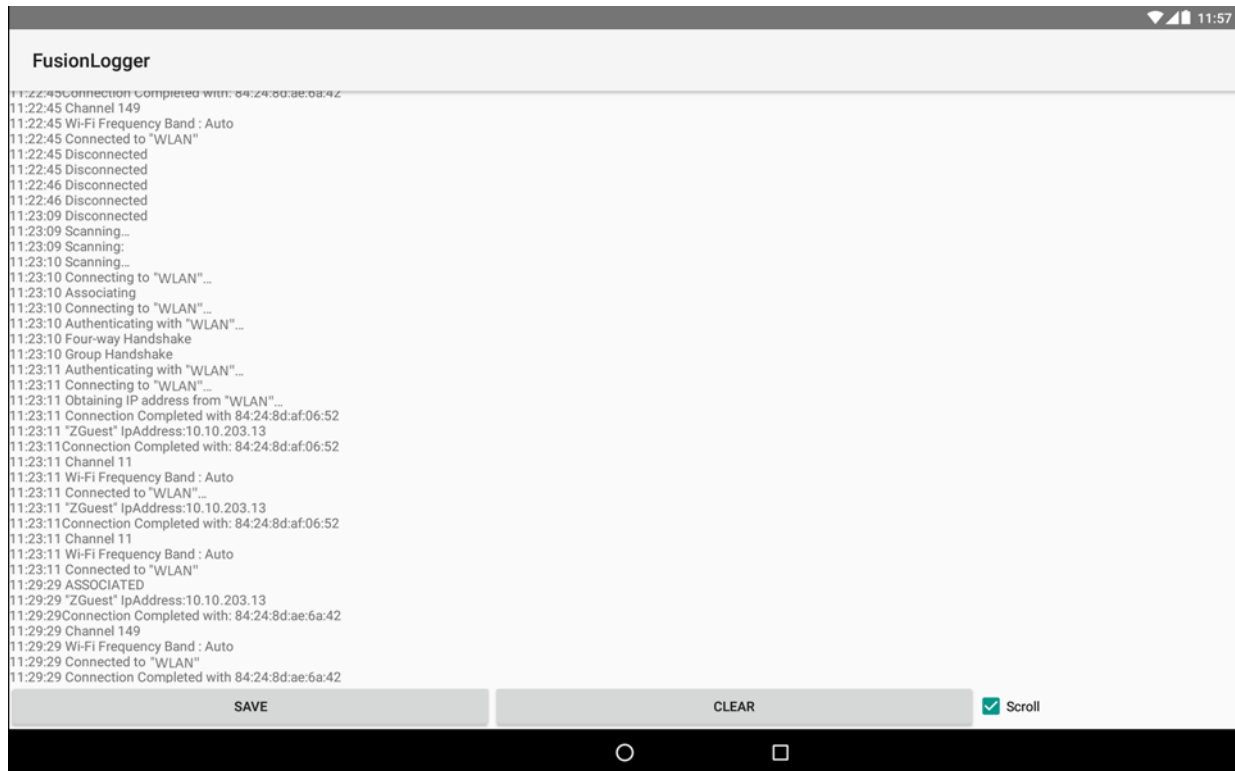 11:57
FusionLogger
11:22:45Connection Completed with: 84:24:8d:ae:6a:42
11:22:45 Channel 149
11:22:45 Wi-Fi Frequency Band : Auto
11:22:45 Connected to "WLAN"
11:22:45 Disconnected
11:22:45 Disconnected
11:22:46 Disconnected
11:22:46 Disconnected
11:23:09 Disconnected
11:23:09 Scanning...
11:23:09 Scanning:
11:23:10 Scanning...
11:23:10 Connecting to "WLAN"...
11:23:10 Associating
11:23:10 Connecting to "WLAN"...
11:23:10 Authenticating with "WLAN"...
11:23:10 Four-way Handshake
11:23:10 Group Handshake
11:23:11 Authenticating with "WLAN"...
11:23:11 Connecting to "WLAN"...
11:23:11 Obtaining IP address from "WLAN"...
11:23:11 Connection Completed with 84:24:8d:af:06:52
11:23:11 "ZGuest" IpAddress:10.10.203.13
11:23:11Connection Completed with: 84:24:8d:af:06:52
11:23:11 Channel 11
11:23:11 Wi-Fi Frequency Band : Auto
11:23:11 Connected to "WLAN"...
11:23:11 "ZGuest" IpAddress:10.10.203.13
11:23:11Connection Completed with: 84:24:8d:af:06:52
11:23:11 Channel 11
11:23:11 Wi-Fi Frequency Band : Auto
11:23:11 Connected to "WLAN"
11:29:29 ASSOCIATED
11:29:29 "ZGuest" IpAddress:10.10.203.13
11:29:29Connection Completed with: 84:24:8d:ae:6a:42
11:29:29 Channel 149
11:29:29 Wi-Fi Frequency Band : Auto
11:29:29 Connected to "WLAN"
11:29:29 Connection Completed with 84:24:8d:ae:6a:42
SAVE
CLEAR
Scroll